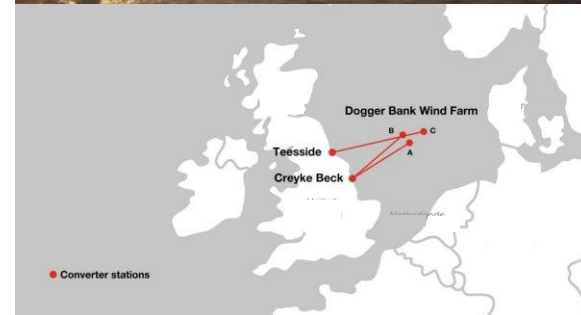 Dogger Bank Wind Farm
B
C
A
Teesside
Creyke Beck
Converter stations